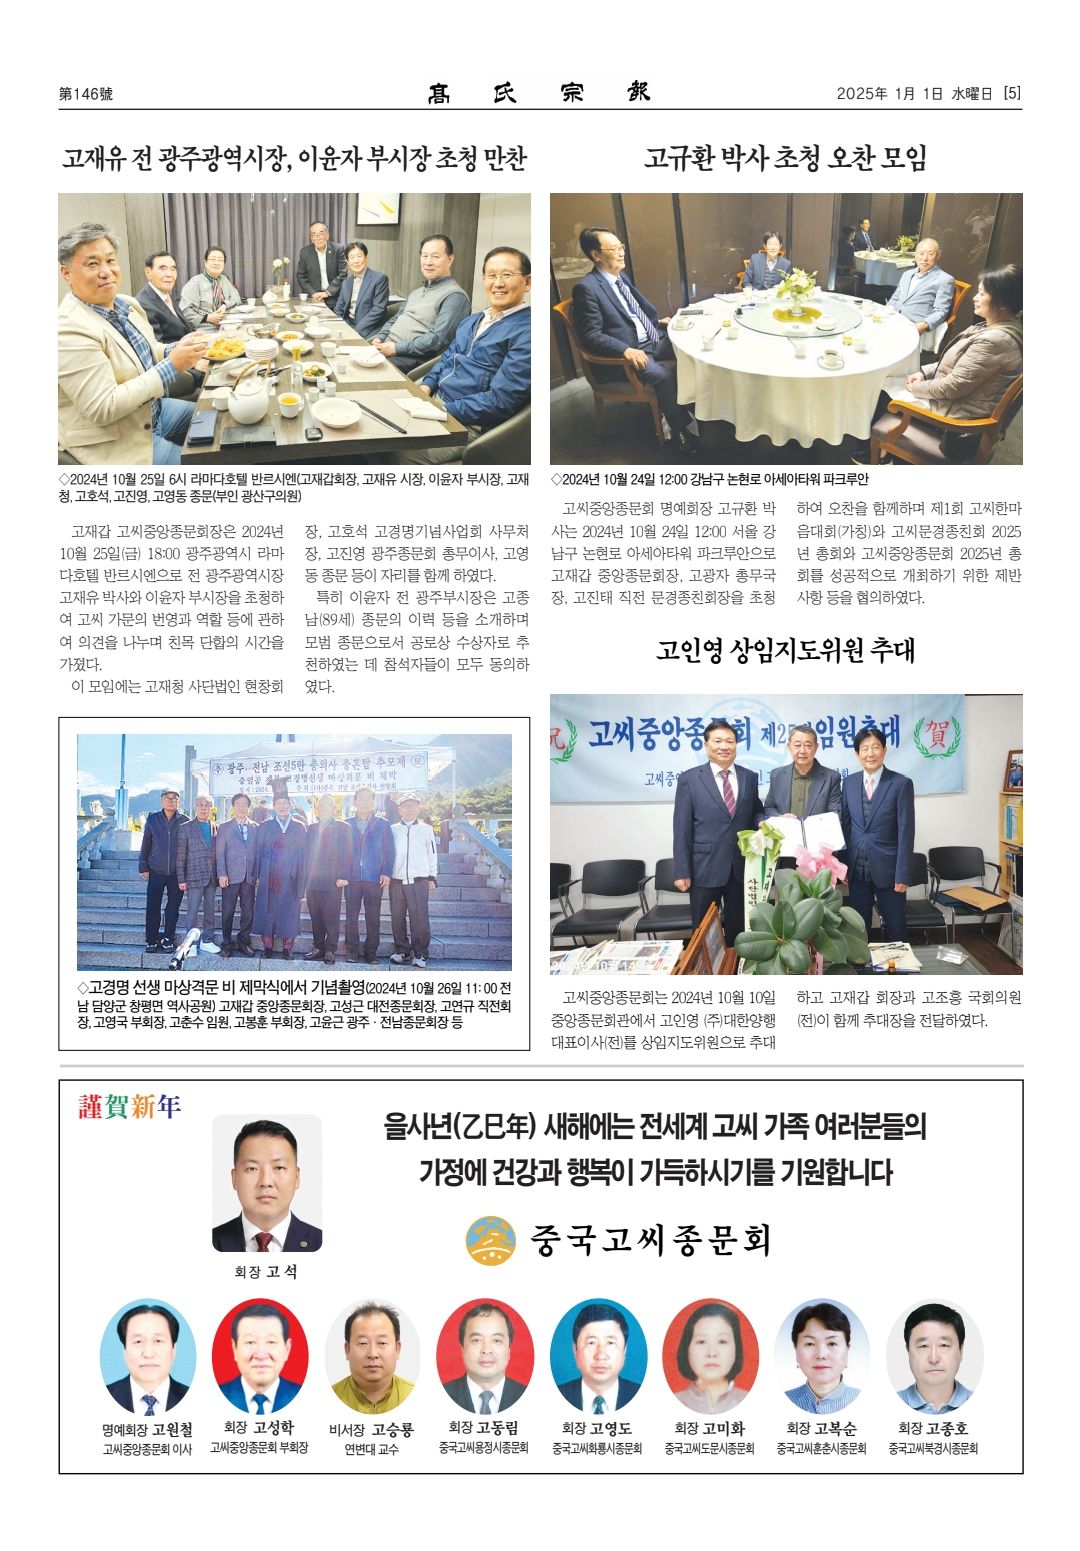 第146號
髙氏宗報
2025年 1月 1日 水曜日 [5]
고재유 전 광주광역시장, 이윤자 부시장 초청 만찬
◇2024년 10월 25일 6시 라마다호텔 반르시엔(고재갑회장, 고재유 시장, 이윤자 부시장, 고재
청, 고호석, 고진영, 고영동 종문(부인 광산구의원)
고재갑 고씨중앙종문회장은 2024년
10월 25일(금) 18:00 광주광역시 라마
다호텔 반르시엔으로 전 광주광역시장
고재유 박사와 이윤자 부시장을 초청하
여 고씨 가문의 번영과 역할 등에 관하
여 의견을 나누며 친목 단합의 시간을
가졌다.
이 모임에는 고재청 사단법인 현창회
장, 고호석 고경명기념사업회 사무처
장, 고진영 광주종문회 총무이사, 고영
동 종문 등이 자리를 함께 하였다.
특히 이윤자 전 광주부시장은 고종
남(89세) 종문의 이력 등을 소개하며
모범 종문으로서 공로상 수상자로 추
천하였는 데 참석자들이 모두 동의하
였다.
광주·전남 조선5란 충의사 충혼탑 추모제
◇고경명 선생 마상격문 비 제막식에서 기념촬영(2024년 10월 26일 11: 00 전
남 담양군 창평면 역사공원) 고재갑 중앙종문회장, 고성근 대전종문회장, 고연규 직전회
장, 고영국 부회장, 고춘수 임원, 고봉훈 부회장, 고윤근 광주·전남종문회장 등
고규환 박사 초청 오찬 모임
◇2024년 10월 24일 12:00 강남구 논현로 아세아타워 파크루안
고씨중앙종문회 명예회장 고규환 박
사는 2024년 10월 24일 12:00 서울 강
남구 논현로 아세아타워 파크루안으로
고재갑 중앙종문회장, 고광자 총무국
장, 고진태 직전 문경종친회장을 초청
하여 오찬을 함께하며 제1회 고씨한마
음대회(가칭)와 고씨문경종친회 2025
년 총회와 고씨중앙종문회 2025년 총
회를 성공적으로 개최하기 위한 제반
사항 등을 협의하였다.
고인영 상임지도위원 추대
祝 고씨중앙종문회 제25대임원추대 賀
고씨중앙종문회는 2024년 10월 10일
중앙종문회관에서 고인영 (주)대한양행
대표이사(전)를 상임지도위원으로 추대
하고 고재갑 회장과 고조흥 국회의원
(전)이 함께 추대장을 전달하였다.
謹賀新年
을사년(乙巳年) 새해에는 전세계 고씨 가족 여러분들의
가정에 건강과 행복이 가득하시기를 기원합니다
중국고씨종문회
회장 고 석
명예회장 고원철
고씨중앙종문회 이사
회장 고성학
고씨중앙종문회 부회장
비서장 고승룡
연변대 교수
회장 고동림
중국고씨용정시종문회
회장 고영도
중국고씨화룡시종문회
회장 고미화
중국고씨도문시종문회
회장 고복순
중국고씨훈춘시종문회
회장 고종호
중국고씨북경시종문회